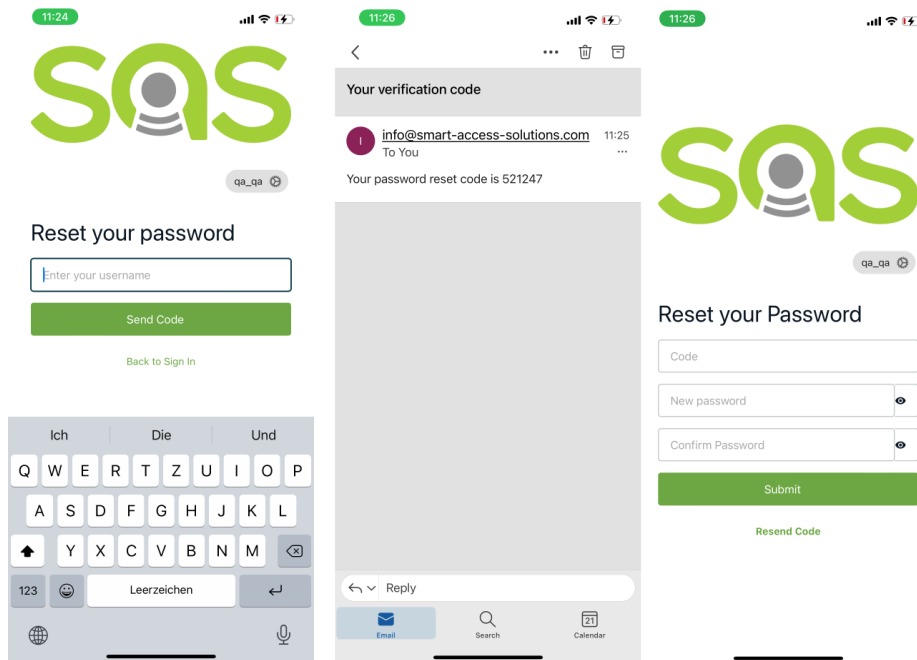 11:24
sas
qa_qa
Reset your password
Enter your username
Send Code
Back to Sign In
Ich Die Und
Q W E R T Z U I O P
A S D F G H J K L
Y X C V B N M
123 Leerzeichen
11:26
Your verification code
I info@smart-access-solutions.com 11:25
To You
Your password reset code is 521247
Reply
Email Search 21 Calendar
11:26
sas
qa_qa
Reset your Password
Code
New password
Confirm Password
Submit
Resend Code